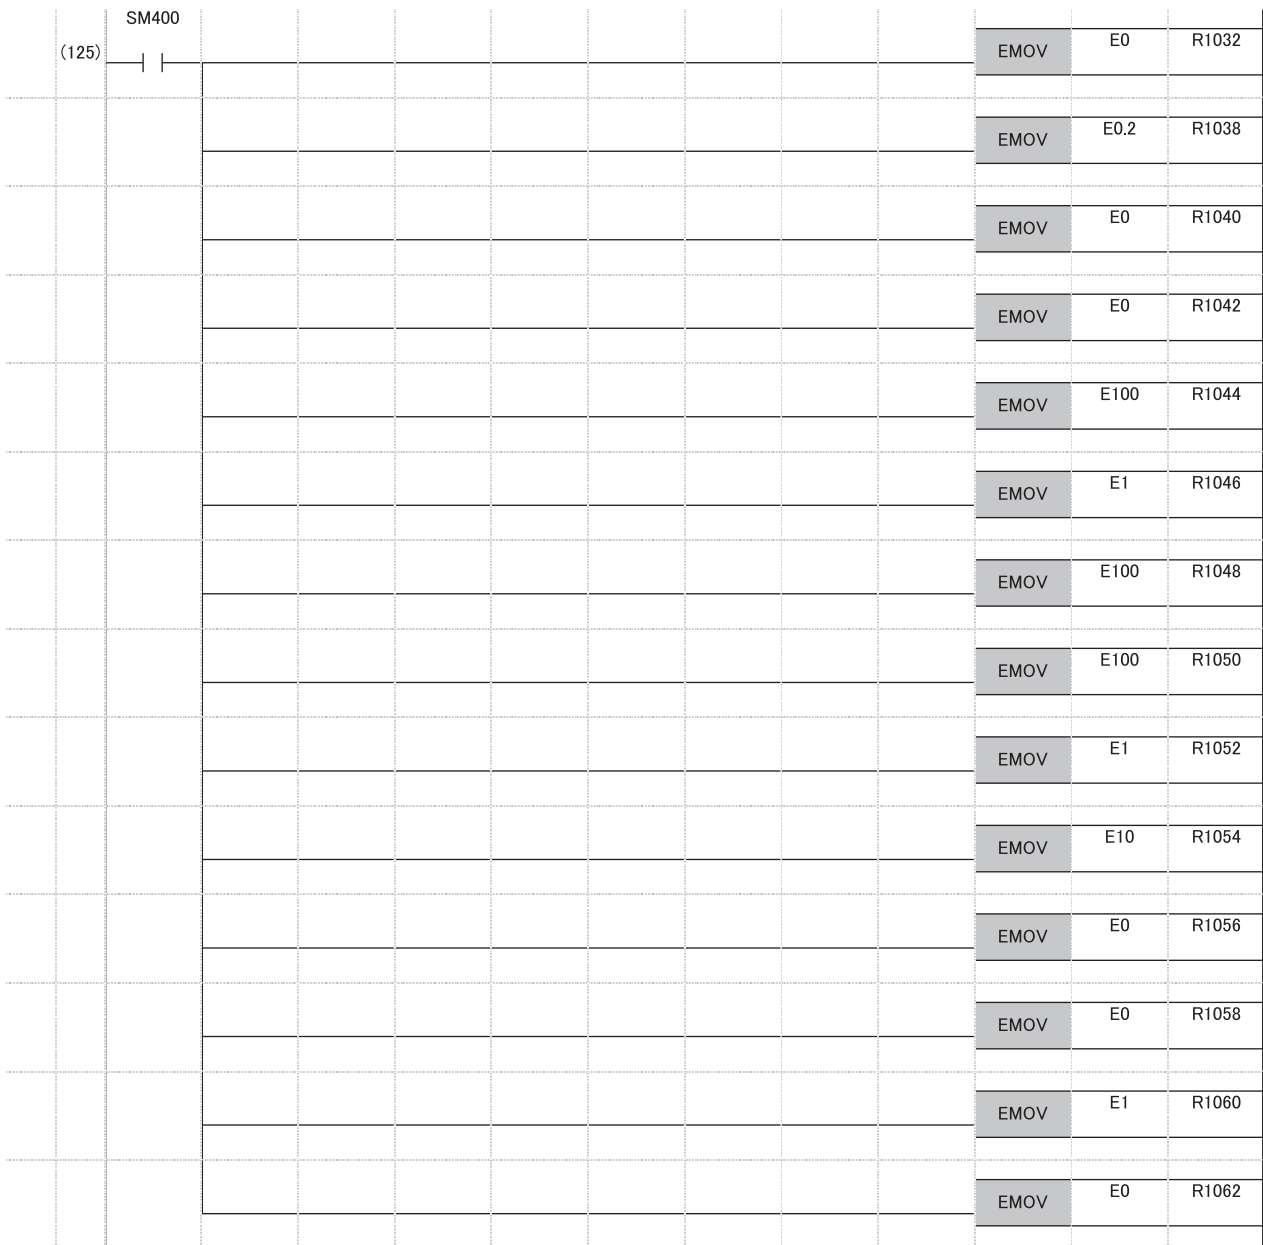 SM400
(125)
EMOV E0 R1032
EMOV E0.2 R1038
EMOV E0 R1040
EMOV E0 R1042
EMOV E100 R1044
EMOV E1 R1046
EMOV E100 R1048
EMOV E100 R1050
EMOV E1 R1052
EMOV E10 R1054
EMOV E0 R1056
EMOV E0 R1058
EMOV E1 R1060
EMOV E0 R1062